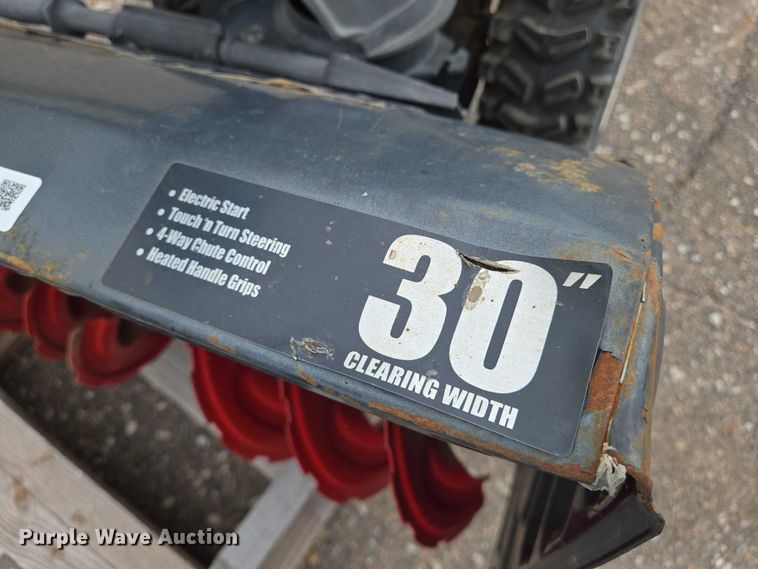 • Electric Start
• Touch 'n Turn Steering
• 4-Way Chute Control
• Heated Handle Grips
30"
CLEARING WIDTH
Purple Wave Auction